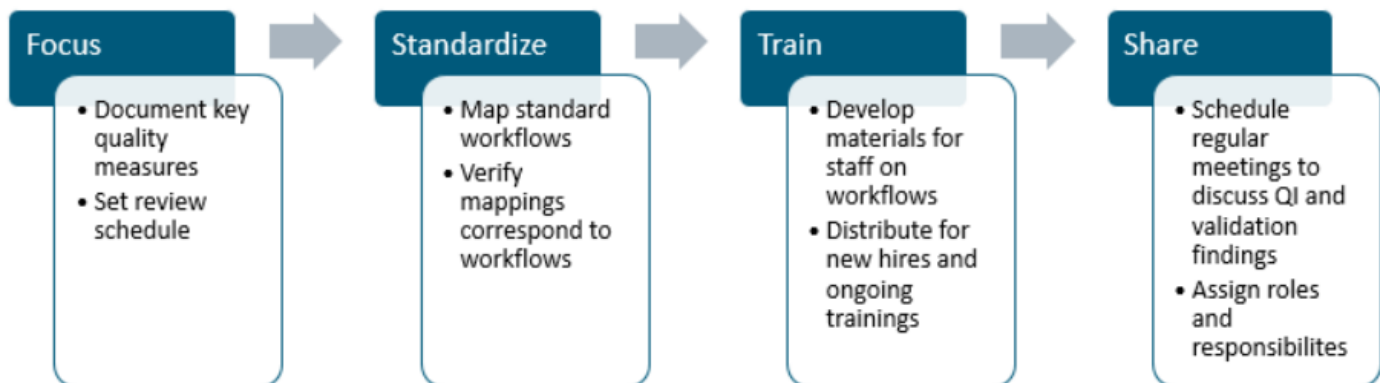 Focus
• Document key
quality
measures
• Set review
schedule
Standardize
• Map standard
workflows
• Verify
mappings
correspond to
workflows
Train
• Develop
materials for
staff on
workflows
• Distribute for
new hires and
ongoing
trainings
Share
• Schedule
regular
meetings to
discuss QI and
validation
findings
• Assign roles
and
responsibilites